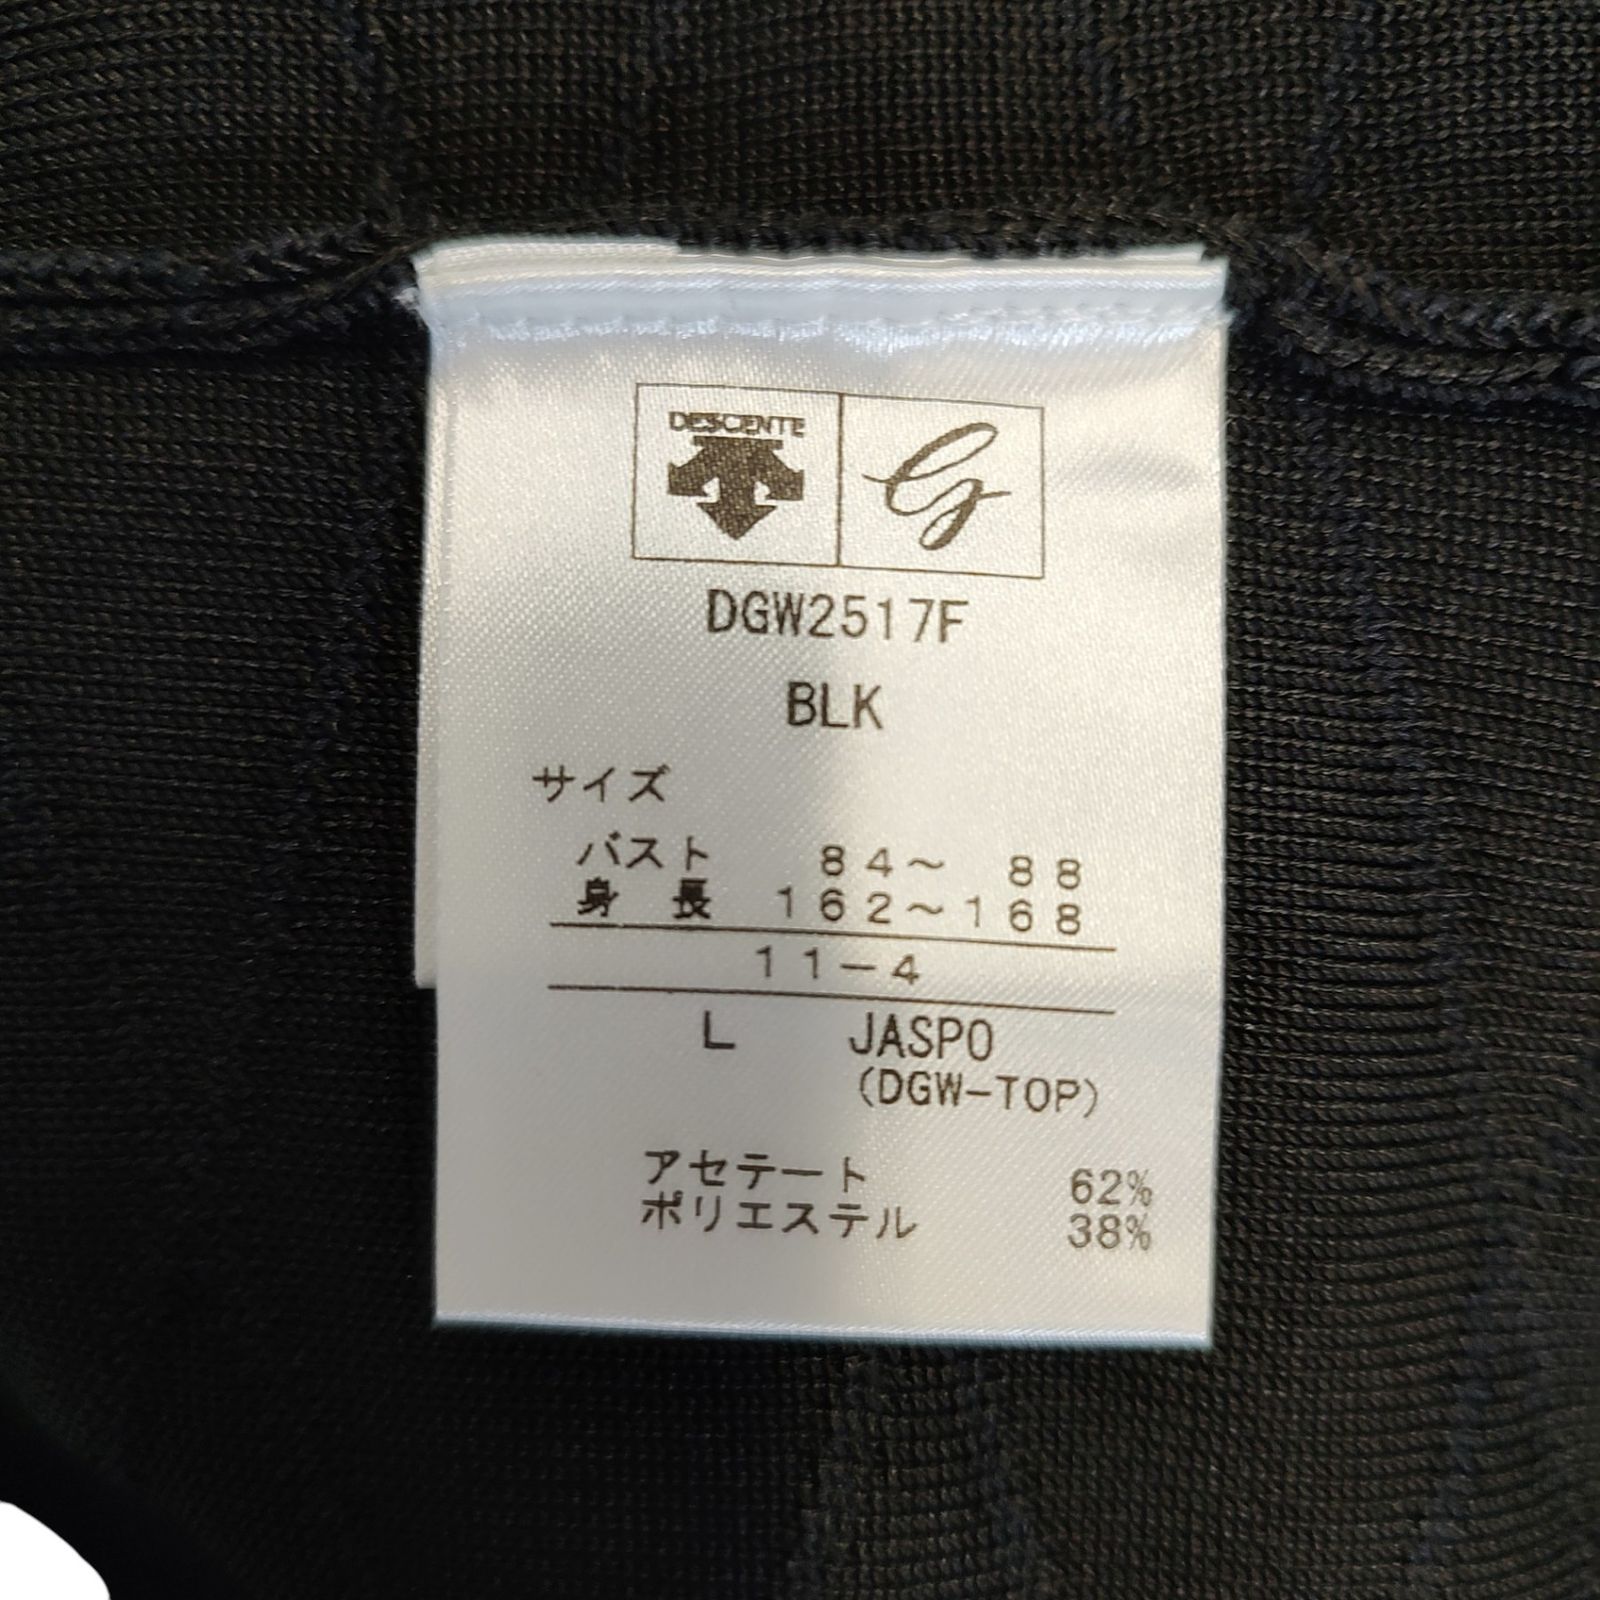 DESCENTE
G
DGW2517F
BLK
サイズ
バスト 84～ 88
身 長 162～168
11-4
L JASPO
(DGW-TOP)
アセテート 62%
ポリエステル 38%